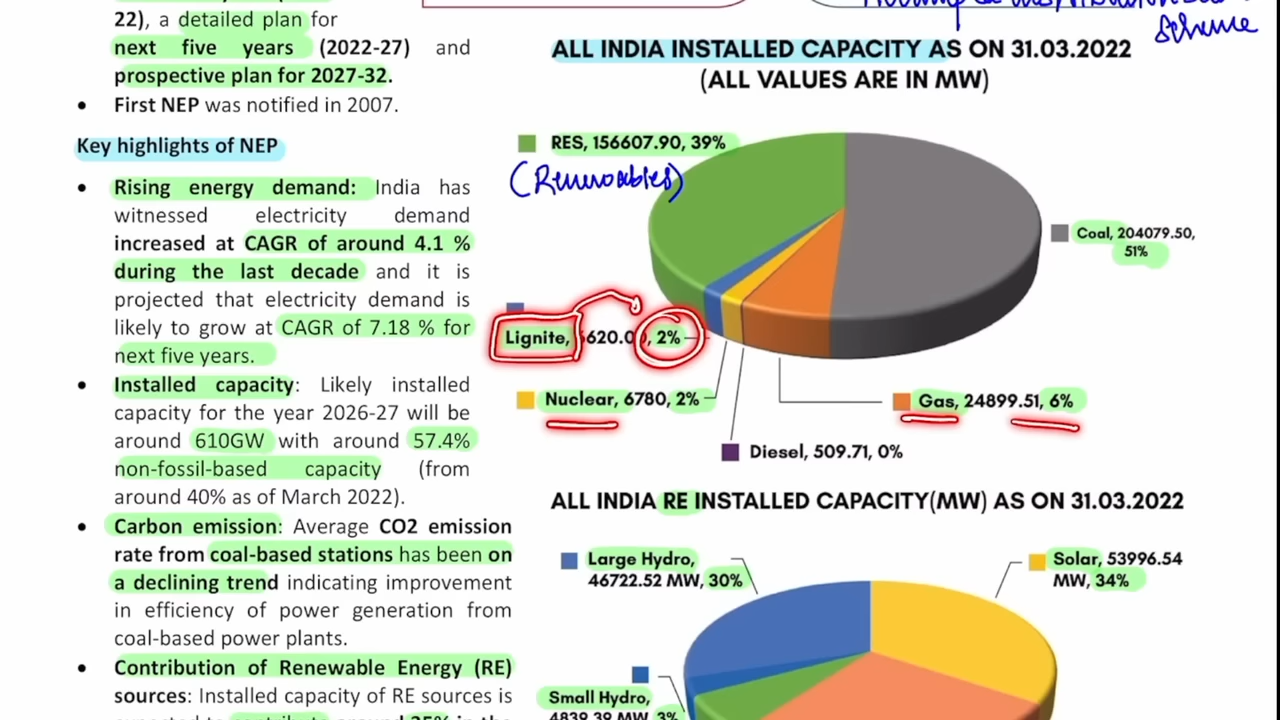 22), a detailed plan for
next five years (2022-27) and
prospective plan for 2027-32.
• First NEP was notified in 2007.
Key highlights of NEP
• Rising energy demand: India has
witnessed electricity demand
increased at CAGR of around 4.1 %
during the last decade and it is
projected that electricity demand is
likely to grow at CAGR of 7.18 % for
next five years.
• Installed capacity: Likely installed
capacity for the year 2026-27 will be
around 610GW with around 57.4%
non-fossil-based capacity (from
around 40% as of March 2022).
• Carbon emission: Average CO2 emission
rate from coal-based stations has been on
a declining trend indicating improvement
in efficiency of power generation from
coal-based power plants.
• Contribution of Renewable Energy (RE)
sources: Installed capacity of RE sources is
Scheme
ALL INDIA INSTALLED CAPACITY AS ON 31.03.2022
(ALL VALUES ARE IN MW)
RES, 156607.90, 39%
(Renewables)
Coal, 204079.50,
51%
Lignite, 620.00, 2%
Nuclear, 6780, 2%
Gas, 24899.51, 6%
Diesel, 509.71, 0%
ALL INDIA RE INSTALLED CAPACITY(MW) AS ON 31.03.2022
Large Hydro,
46722.52 MW, 30%
Solar, 53996.54
MW, 34%
Small Hydro,
4839.39 MW, 3%